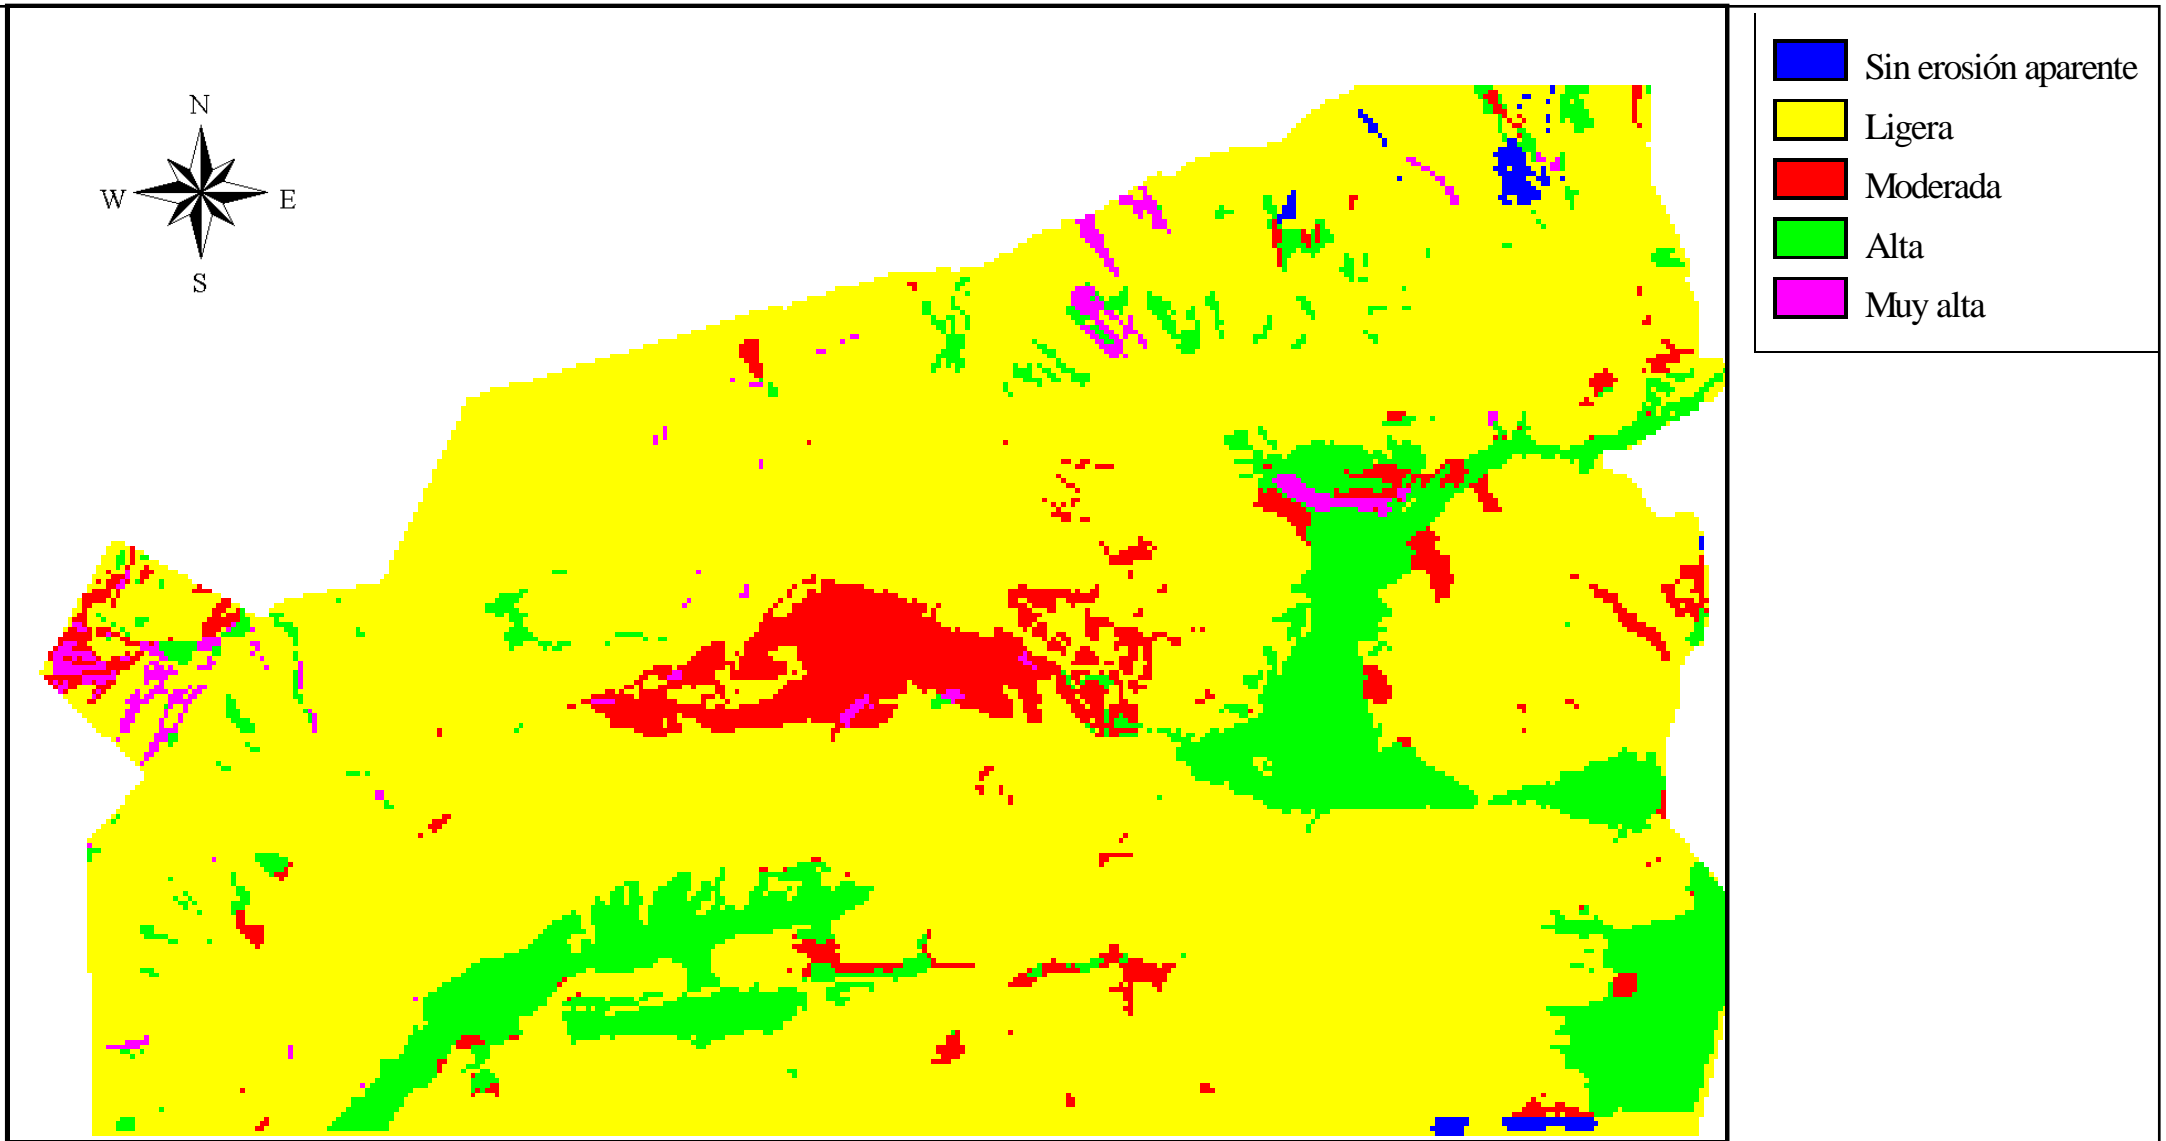 N
W E
S
Sin erosión aparente
Ligera
Moderada
Alta
Muy alta